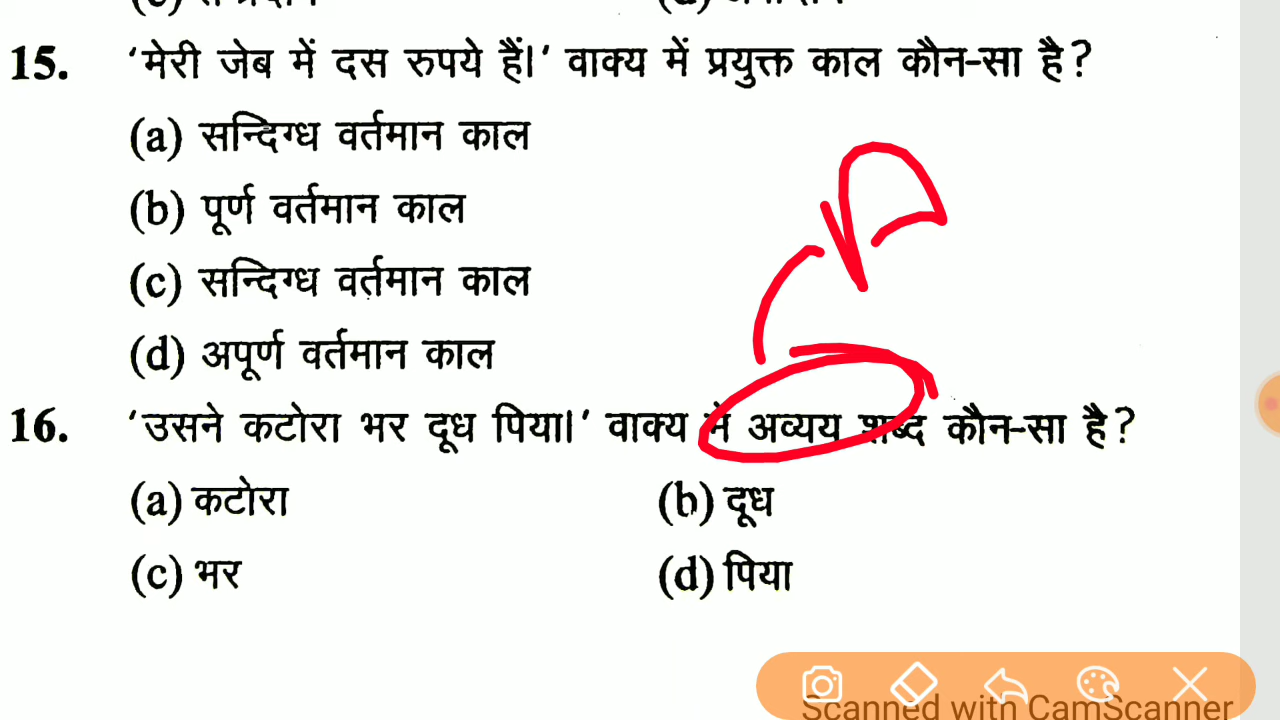 15. ‘मेरी जेब में दस रुपये हैं।’ वाक्य में प्रयुक्त काल कौन-सा है?
(a) सन्दिग्ध वर्तमान काल
(b) पूर्ण वर्तमान काल
(c) सन्दिग्ध वर्तमान काल
(d) अपूर्ण वर्तमान काल
16. ‘उसने कटोरा भर दूध पिया।’ वाक्य में अव्यय शब्द कौन-सा है?
(a) कटोरा (b) दूध
(c) भर (d) पिया
Scanned with CamScanner